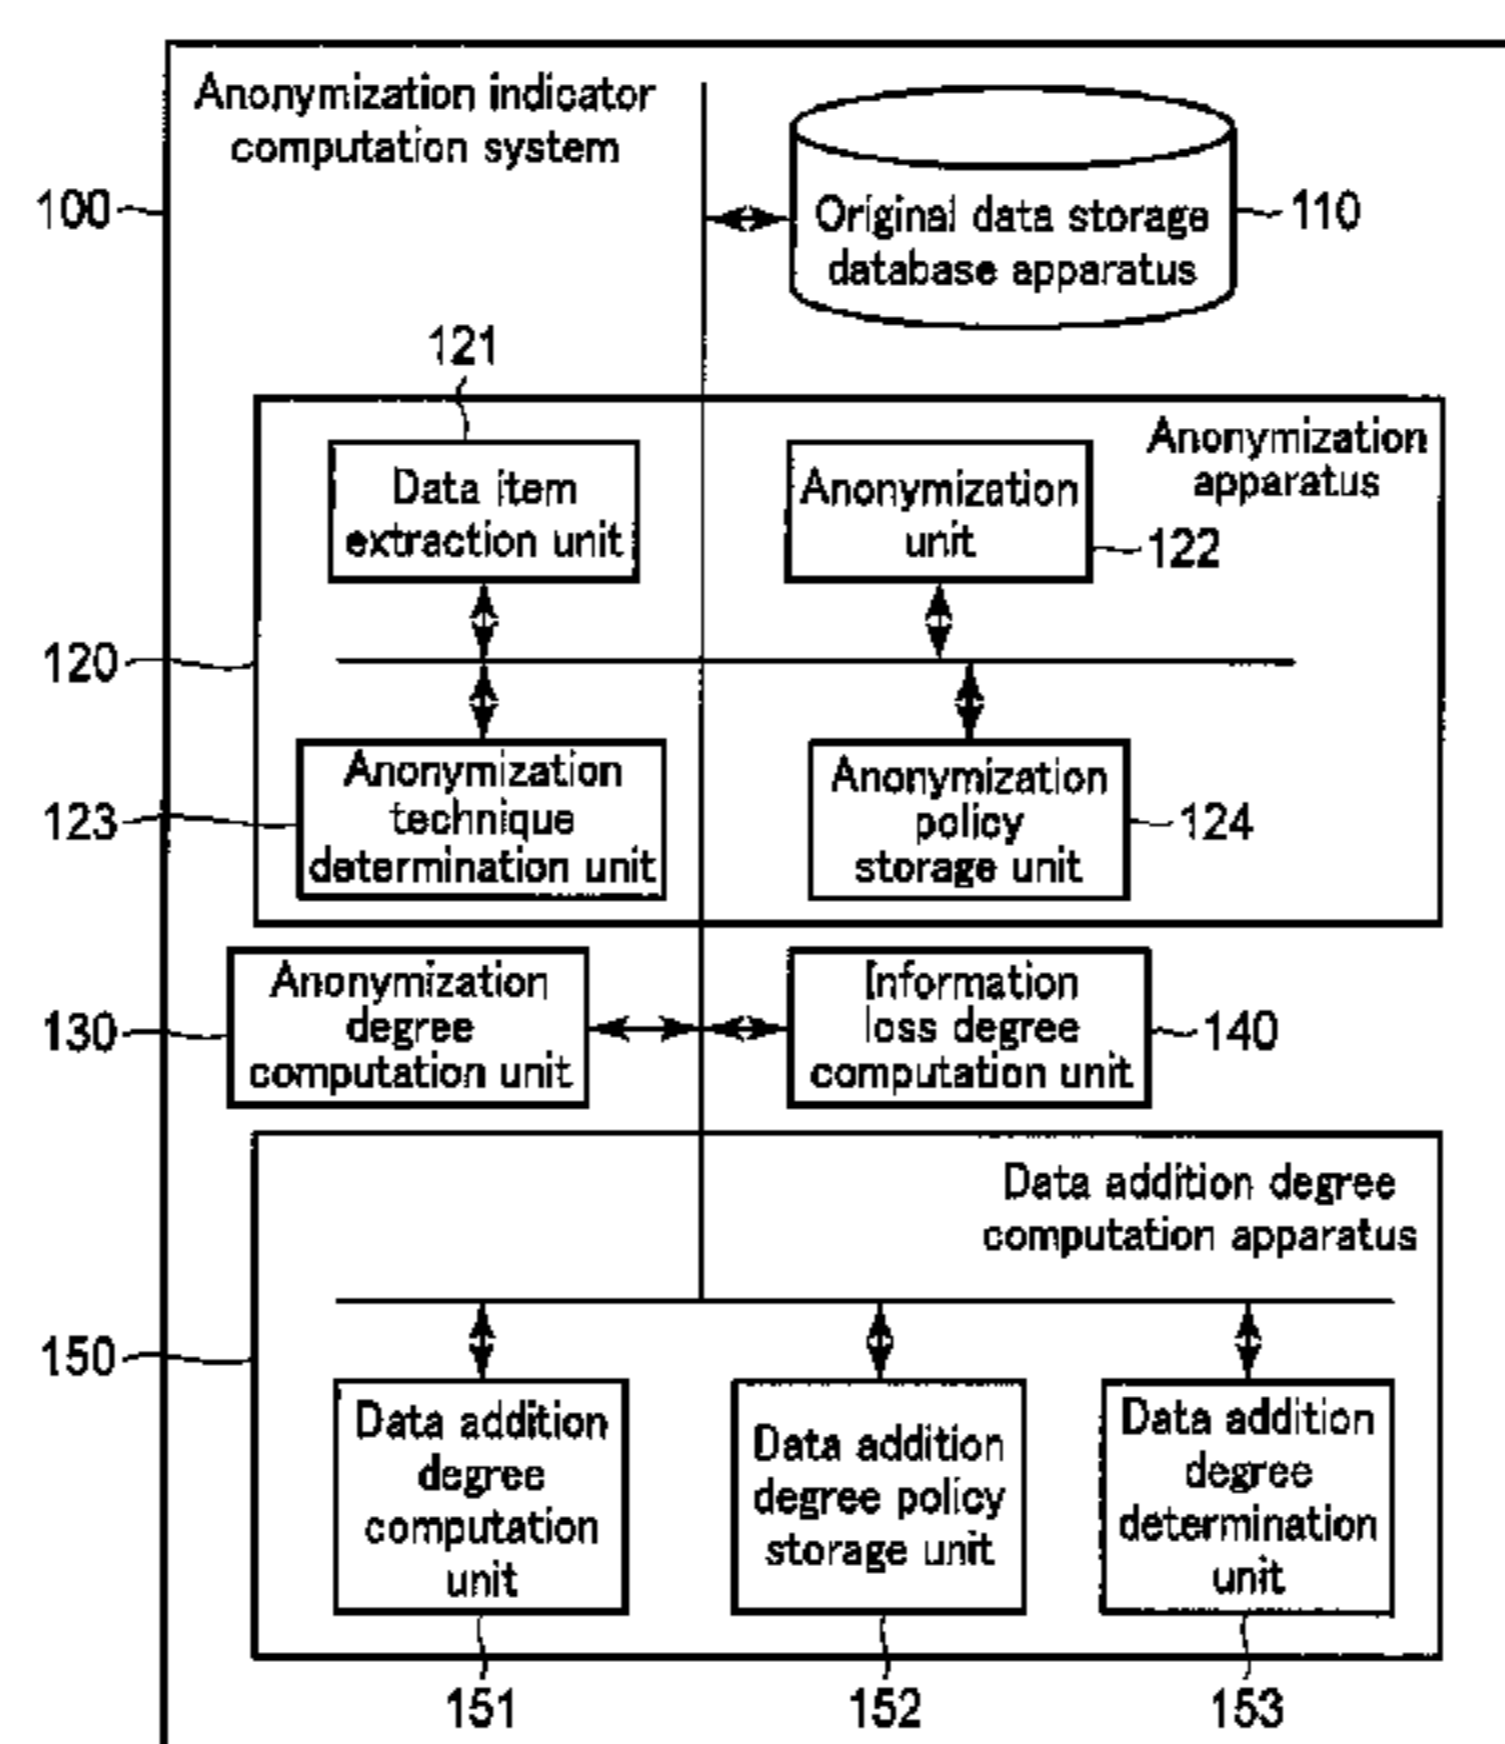 Anonymization indicator
computation system
100
Original data storage
database apparatus
110
121
Anonymization
apparatus
Data item
extraction unit
Anonymization
unit
122
120
Anonymization
technique
determination unit
123
Anonymization
policy
storage unit
124
Anonymization
degree
computation unit
130
Information
loss degree
computation unit
140
Data addition degree
computation apparatus
150
Data addition
degree
computation
unit
Data addition
degree policy
storage unit
Data addition
degree
determination
unit
151
152
153